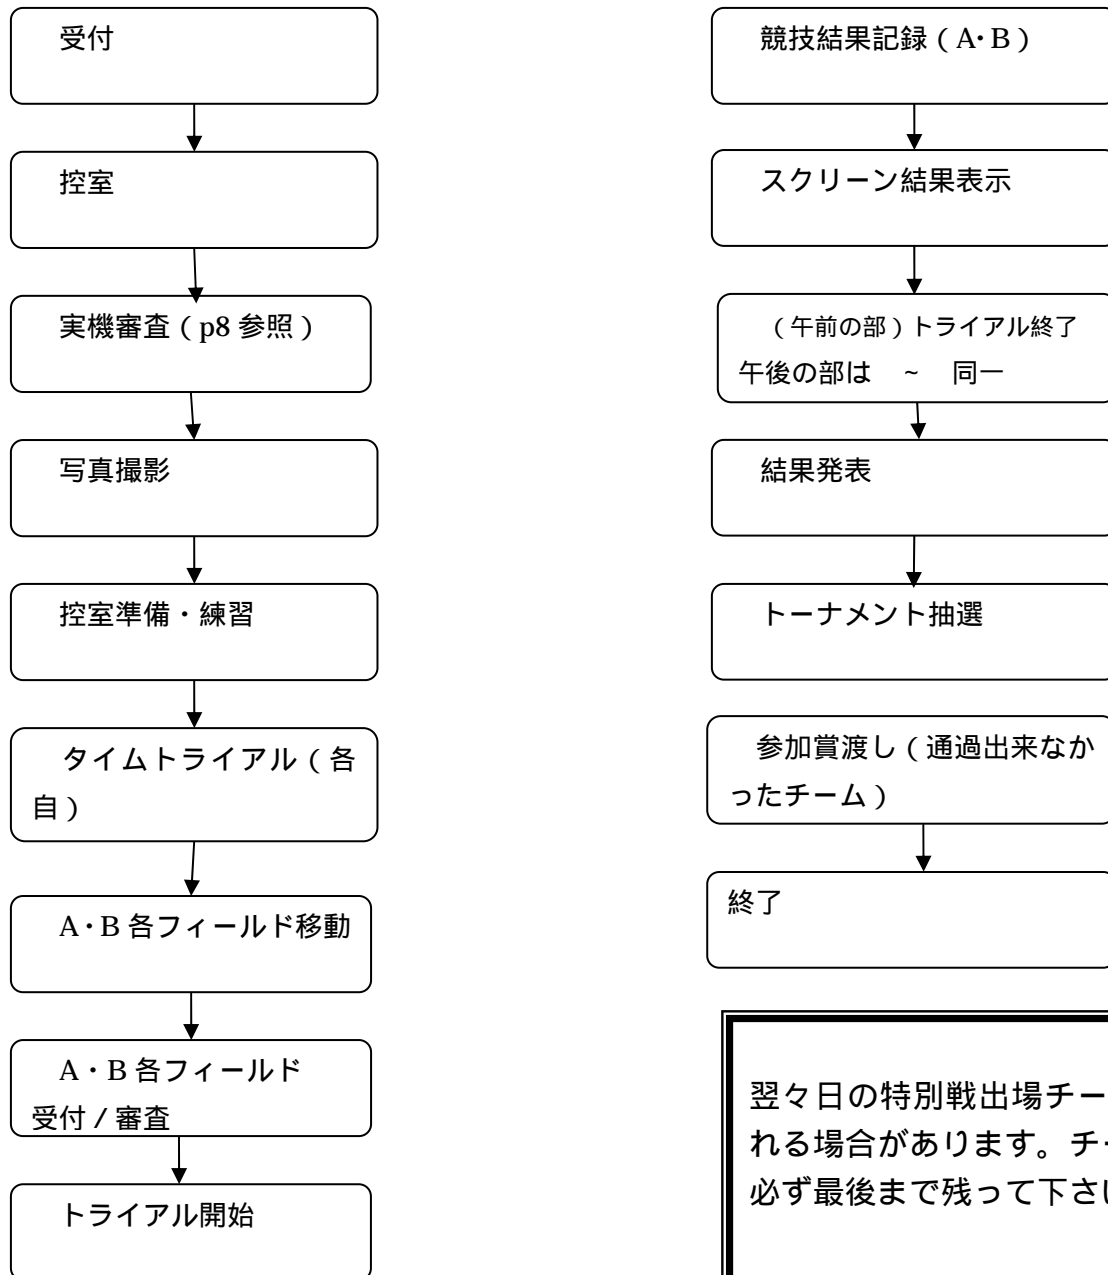 受付
控室
実機審査（p8 参照）
写真撮影
控室準備・練習
タイムトライアル（各
自）
A・B 各フィールド移動
A・B 各フィールド
受付／審査
トライアル開始
競技結果記録（A・B）
スクリーン結果表示
（午前の部）トライアル終了
午後の部は　~　同一
結果発表
トーナメント抽選
参加賞渡し（通過出来なか
ったチーム）
終了
翌々日の特別戦出場チー
れる場合があります。チ
必ず最後まで残って下さ